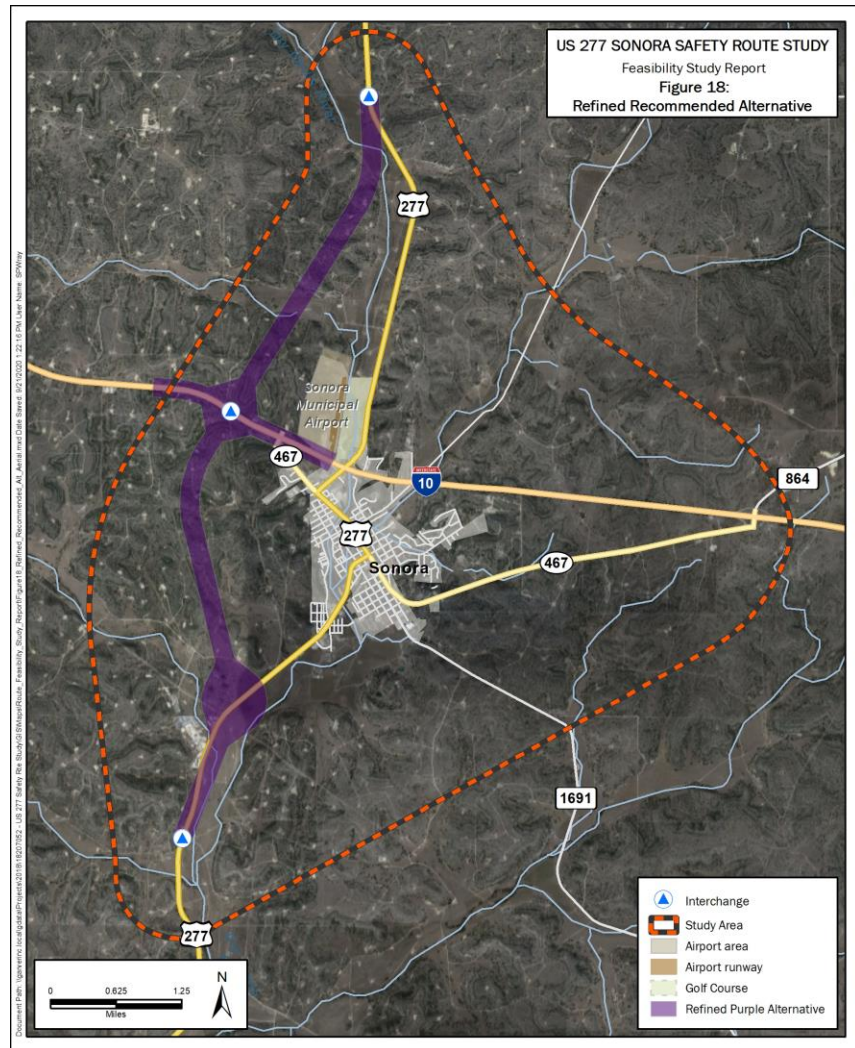 US 277 SONORA SAFETY ROUTE STUDY
Feasibility Study Report
Figure 18:
Refined Recommended Alternative
277
Sonora
Municipal
Airport
467
10
864
277
Sonora
467
1691
277
Interchange
Study Area
Airport area
Airport runway
Golf Course
Refined Purple Alternative
0 0.625 1.25
Miles
N